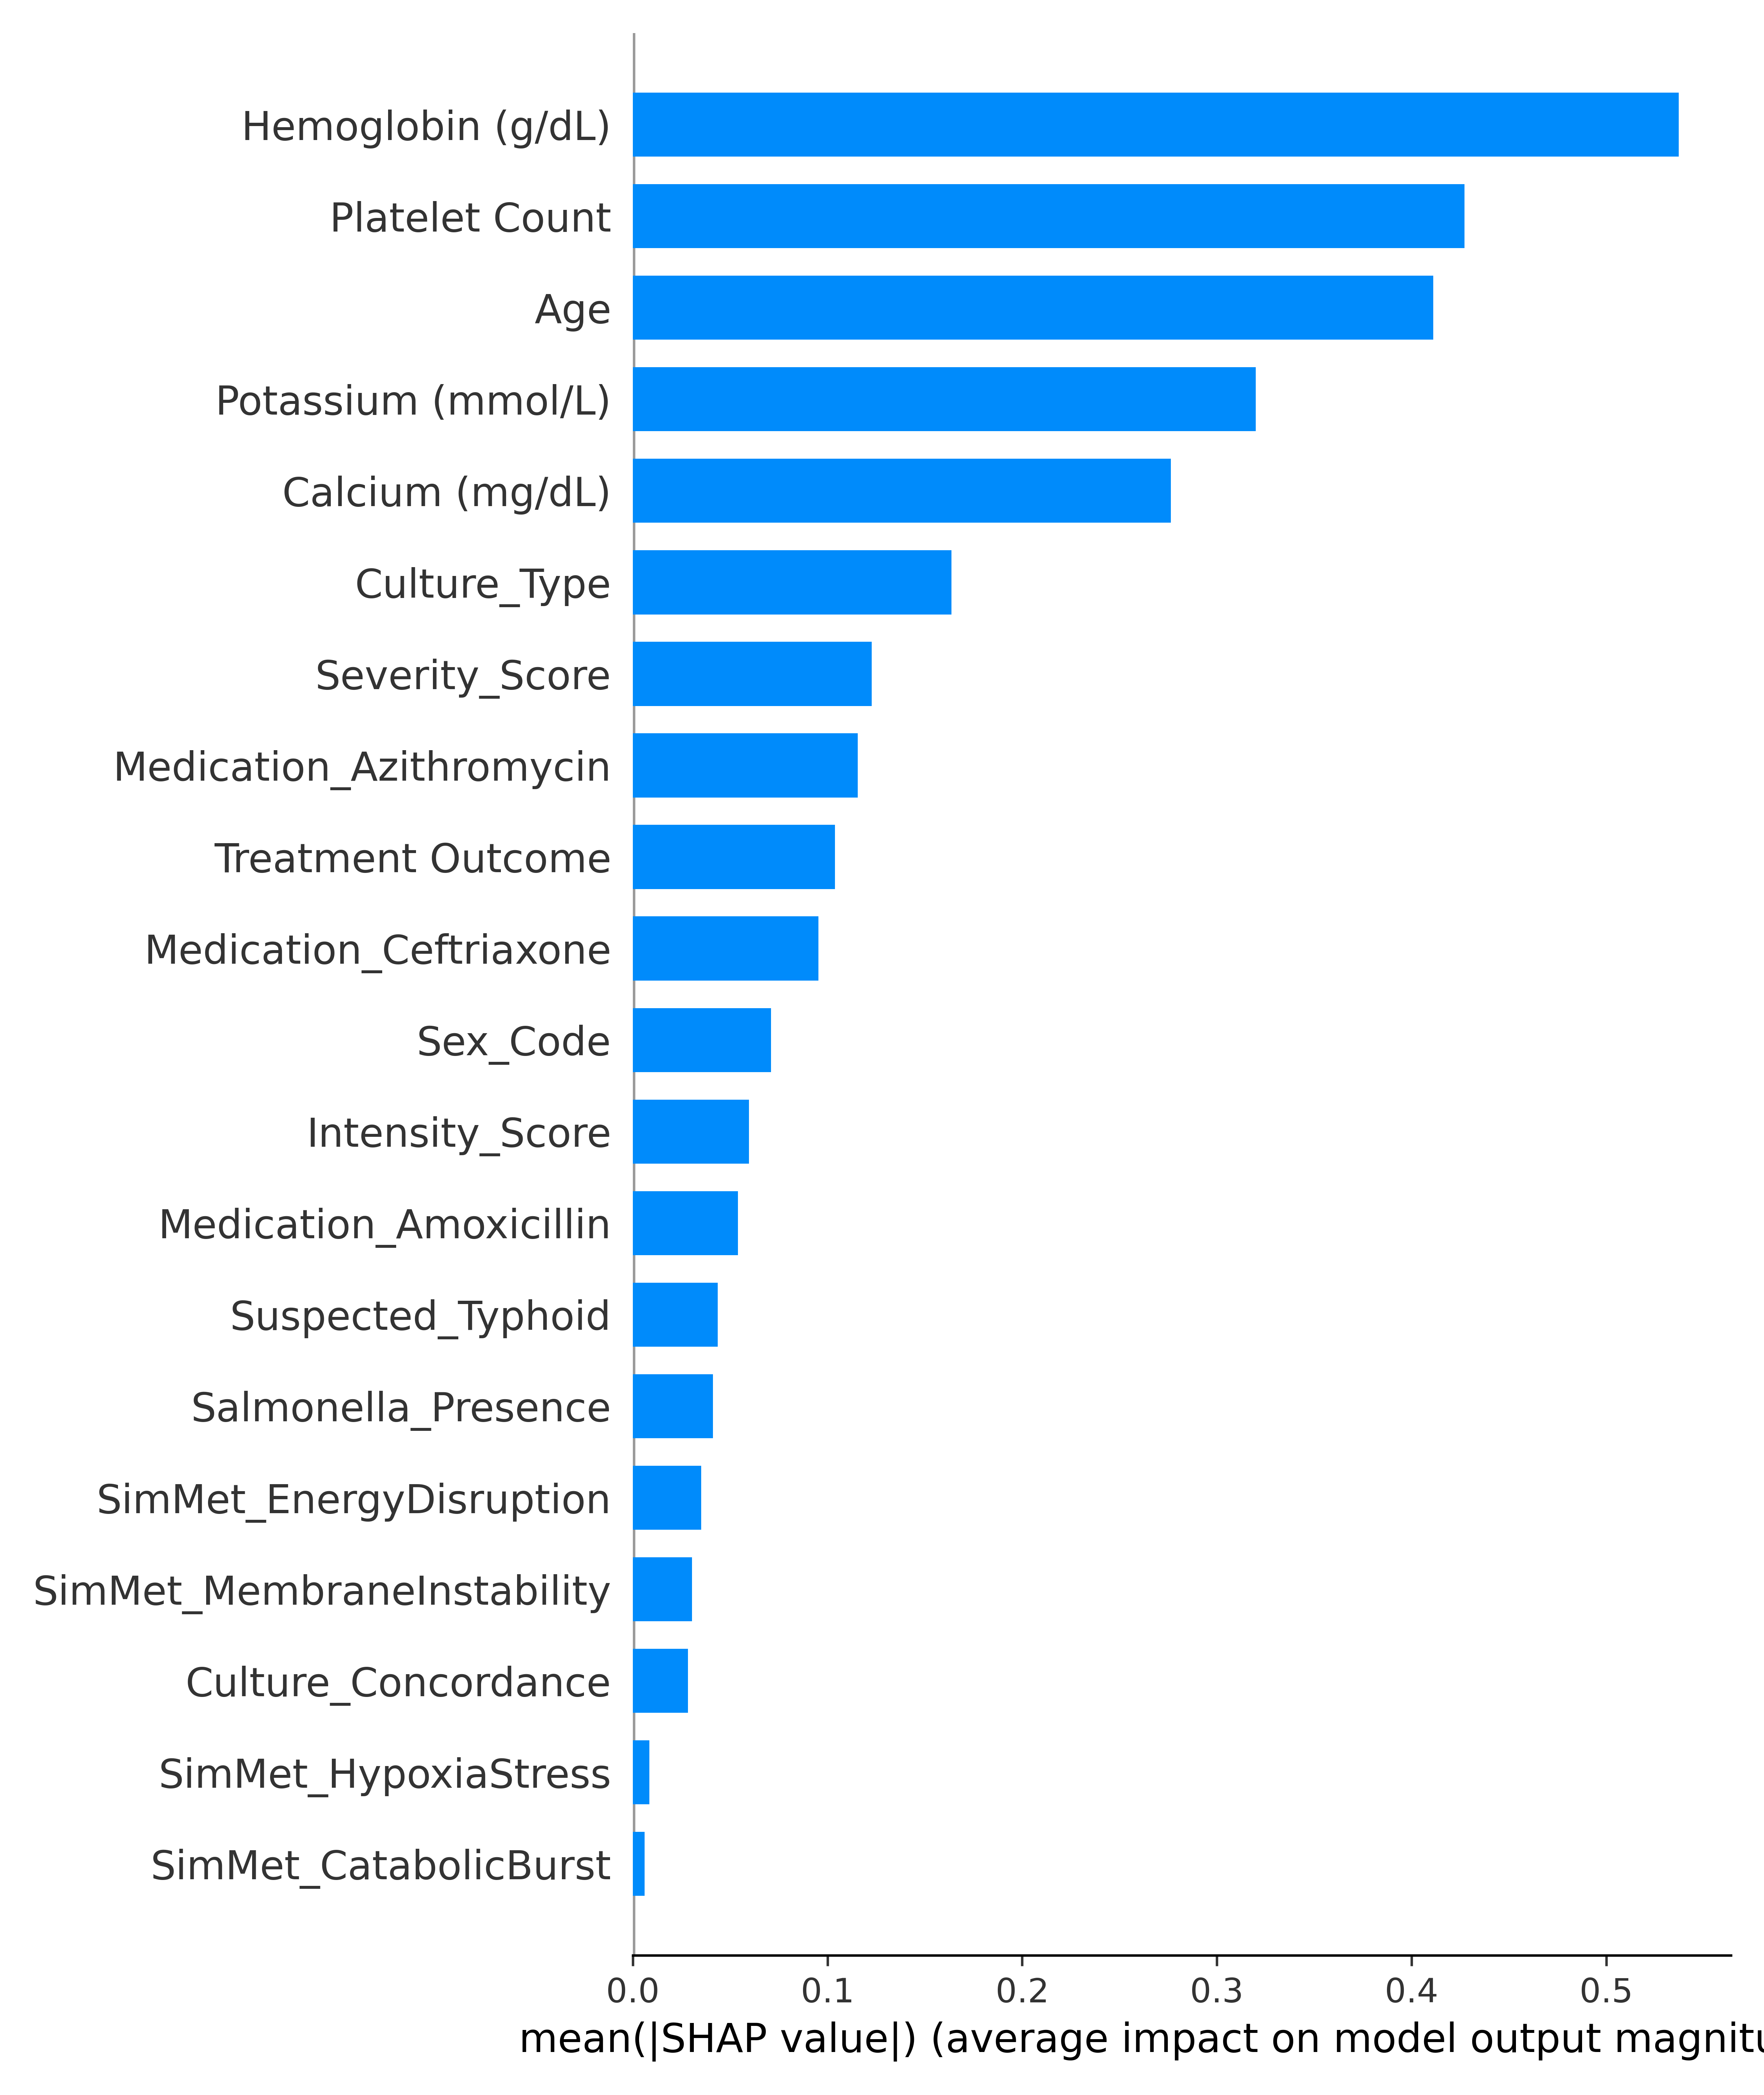 Hemoglobin (g/dL)
Platelet Count
Age
Potassium (mmol/L)
Calcium (mg/dL)
Culture_Type
Severity_Score
Medication_Azithromycin
Treatment Outcome
Medication_Ceftriaxone
Sex_Code
Intensity_Score
Medication_Amoxicillin
Suspected_Typhoid
Salmonella_Presence
SimMet_EnergyDisruption
SimMet_MembraneInstability
Culture_Concordance
SimMet_HypoxiaStress
SimMet_CatabolicBurst
0.0 0.1 0.2 0.3 0.4 0.5
mean(|SHAP value|) (average impact on model output magnitu